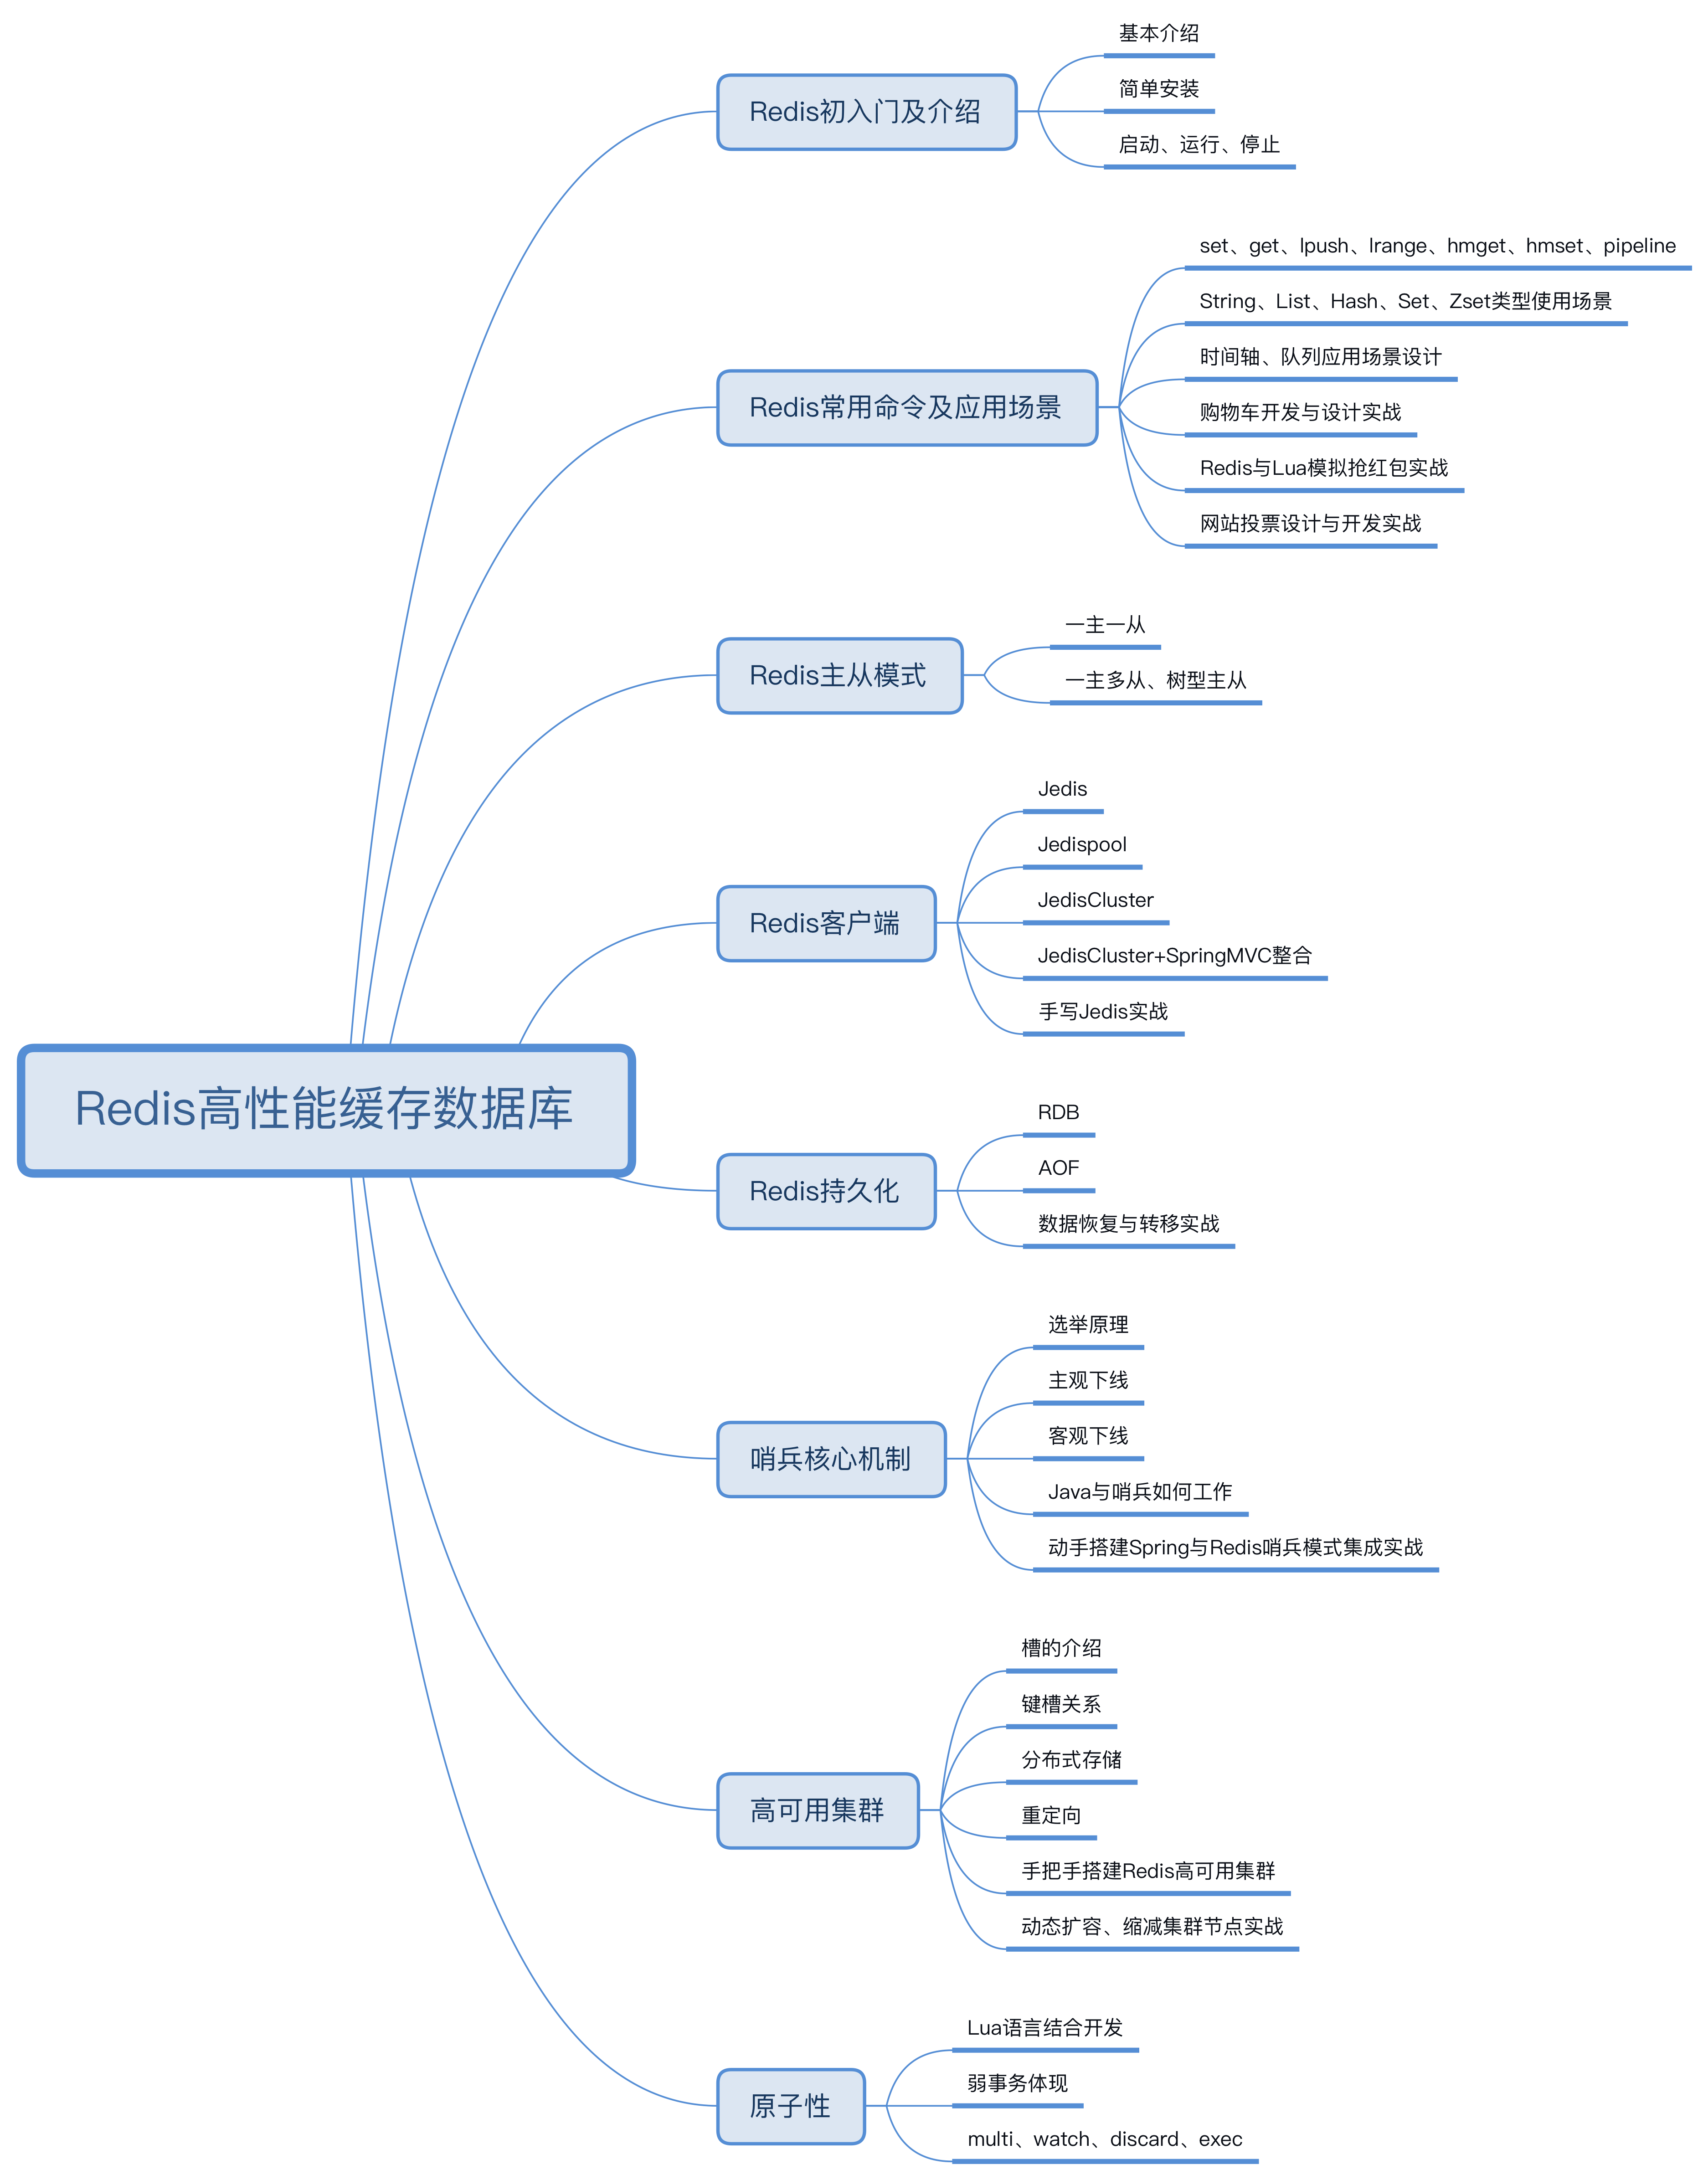 Redis高性能缓存数据库
Redis初入门及介绍
基本介绍
简单安装
启动、运行、停止
Redis常用命令及应用场景
set、get、lpush、lrange、hmget、hmset、pipeline
String、List、Hash、Set、Zset类型使用场景
时间轴、队列应用场景设计
购物车开发与设计实战
Redis与Lua模拟抢红包实战
网站投票设计与开发实战
Redis主从模式
一主一从
一主多从、树型主从
Redis客户端
Jedis
Jedispool
JedisCluster
JedisCluster+SpringMVC整合
手写Jedis实战
Redis持久化
RDB
AOF
数据恢复与转移实战
哨兵核心机制
选举原理
主观下线
客观下线
Java与哨兵如何工作
动手搭建Spring与Redis哨兵模式集成实战
高可用集群
槽的介绍
键槽关系
分布式存储
重定向
手把手搭建Redis高可用集群
动态扩容、缩减集群节点实战
原子性
Lua语言结合开发
弱事务体现
multi、watch、discard、exec